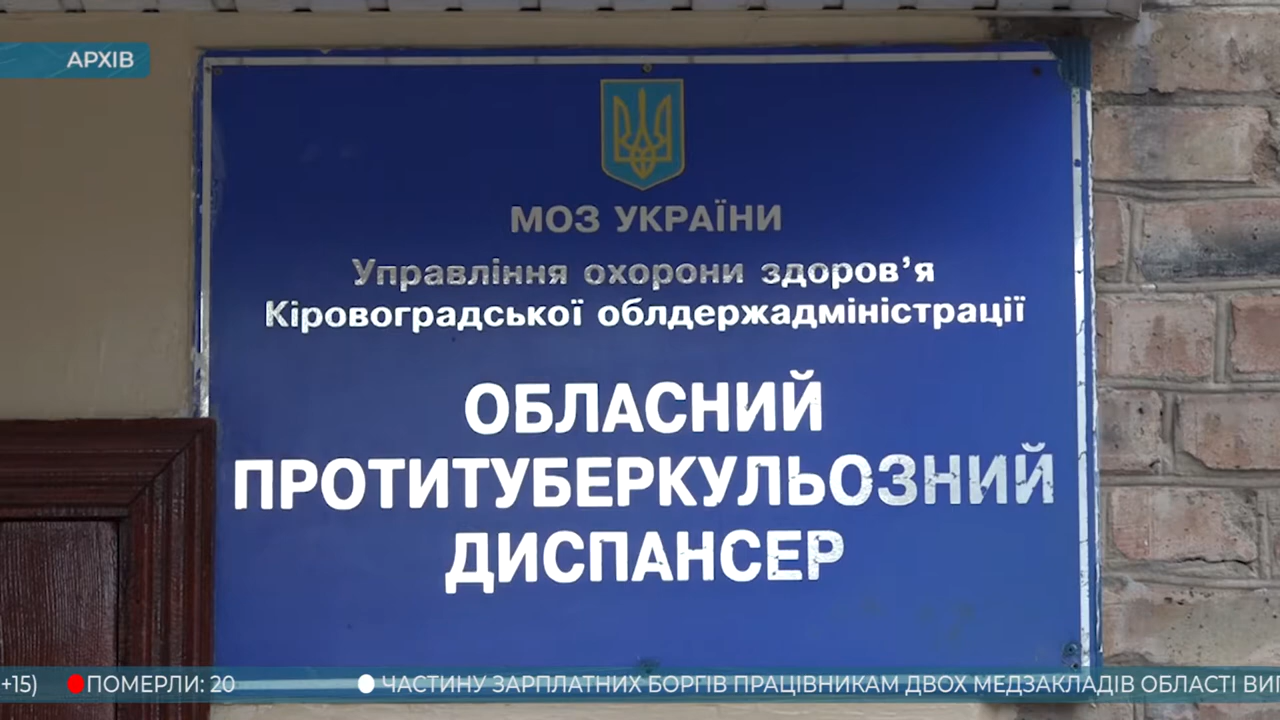 АРХІВ
МОЗ УКРАЇНИ
Управління охорони здоров’я
Кіровоградської облдержадміністрації
ОБЛАСНИЙ
ПРОТИТУБЕРКУЛЬОЗНИЙ
ДИСПАНСЕР
+15) ПОМЕРЛИ: 20 ЧАСТИНУ ЗАРПЛАТНИХ БОРГІВ ПРАЦІВНИКАМ ДВОХ МЕДЗАКЛАДІВ ОБЛАСТІ